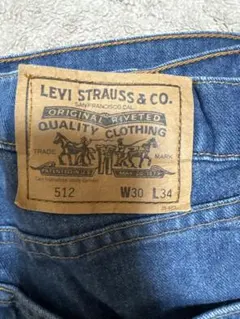 LEVI STRAUSS & CO.
SAN FRANCISCO, CAL.
ORIGINAL RIVETED
QUALITY CLOTHING
TRADE MARK
512 W30 L34